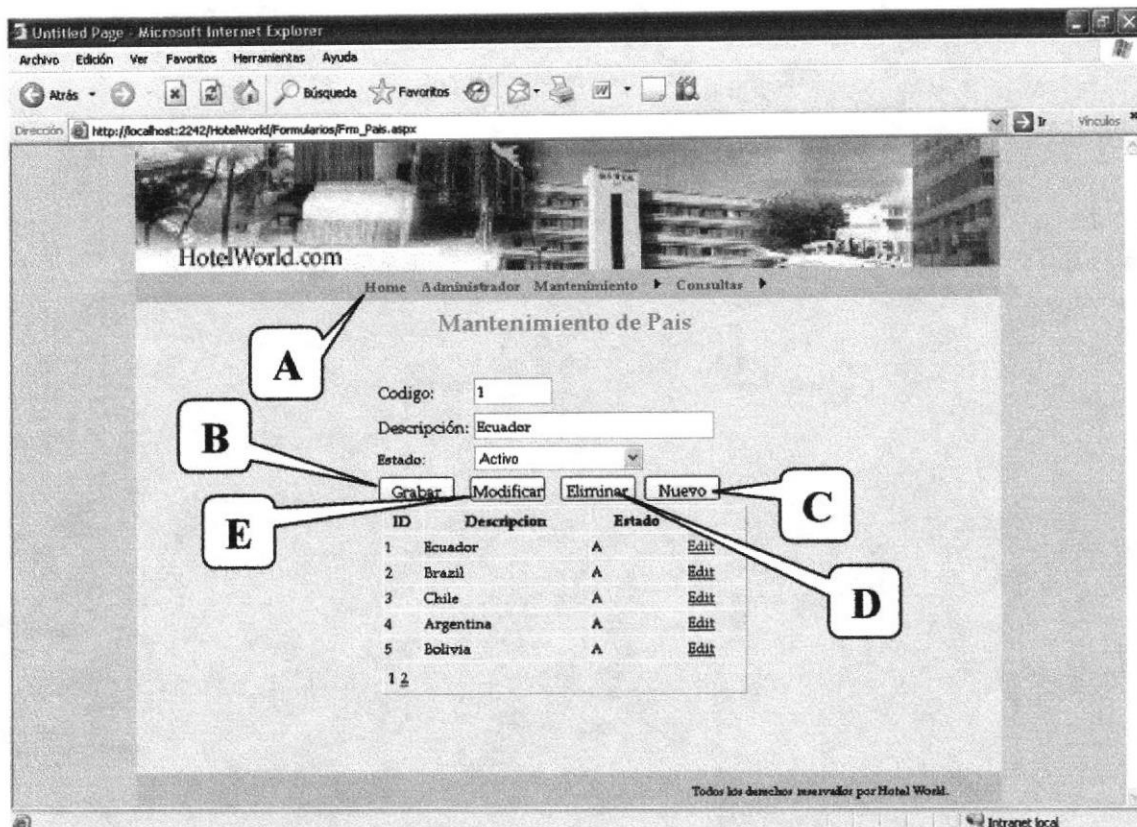 Untitled Page - Microsoft Internet Explorer
Archivo Edición Ver Favoritos Herramientas Ayuda
Atrás Búsqueda Favoritos
Dirección http://localhost:2242/HotelWorld/Formularios/Frm_Pais.aspx Ir Vínculos
HotelWorld.com
Home Administrador Mantenimiento Consultas
Mantenimiento de Pais
A
Codigo: 1
B
Descripción: Ecuador
Estado: Activo
Grabar Modificar Eliminar Nuevo
C
E
ID Descripcion Estado
1 Ecuador A Edit
2 Brazil A Edit
3 Chile A Edit
D
4 Argentina A Edit
5 Bolivia A Edit
1 2
Todos los derechos reservados por Hotel World.
Intranet local